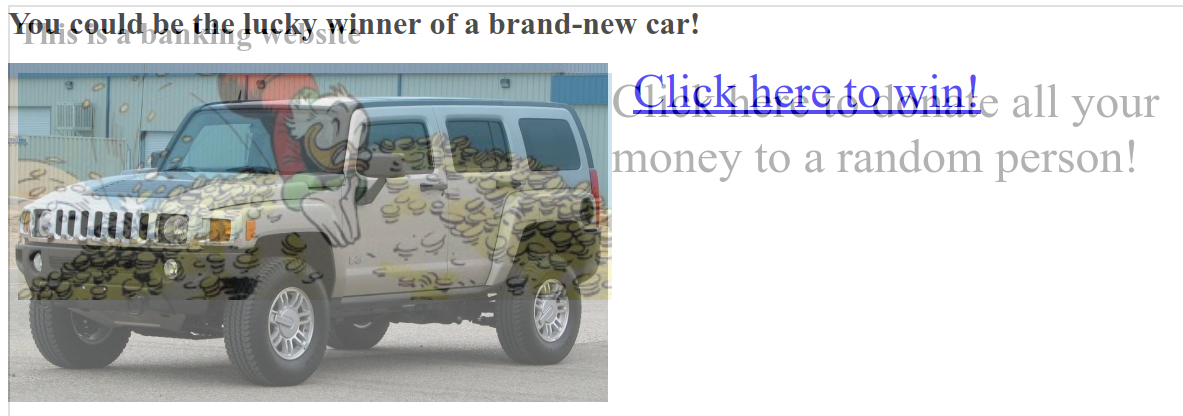 You could be the lucky winner of a brand-new car!
This is a banking website
Click here to win!
Click here to donate all your
money to a random person!